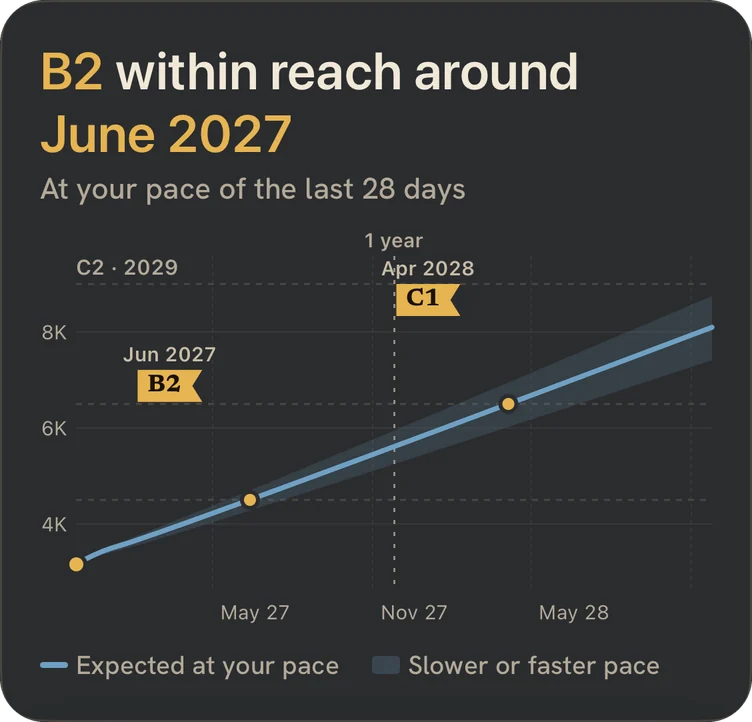 B2 within reach around
June 2027
At your pace of the last 28 days
1 year
C2 · 2029
Apr 2028
C1
8K
Jun 2027
B2
6K
4K
May 27
Nov 27
May 28
Expected at your pace
Slower or faster pace